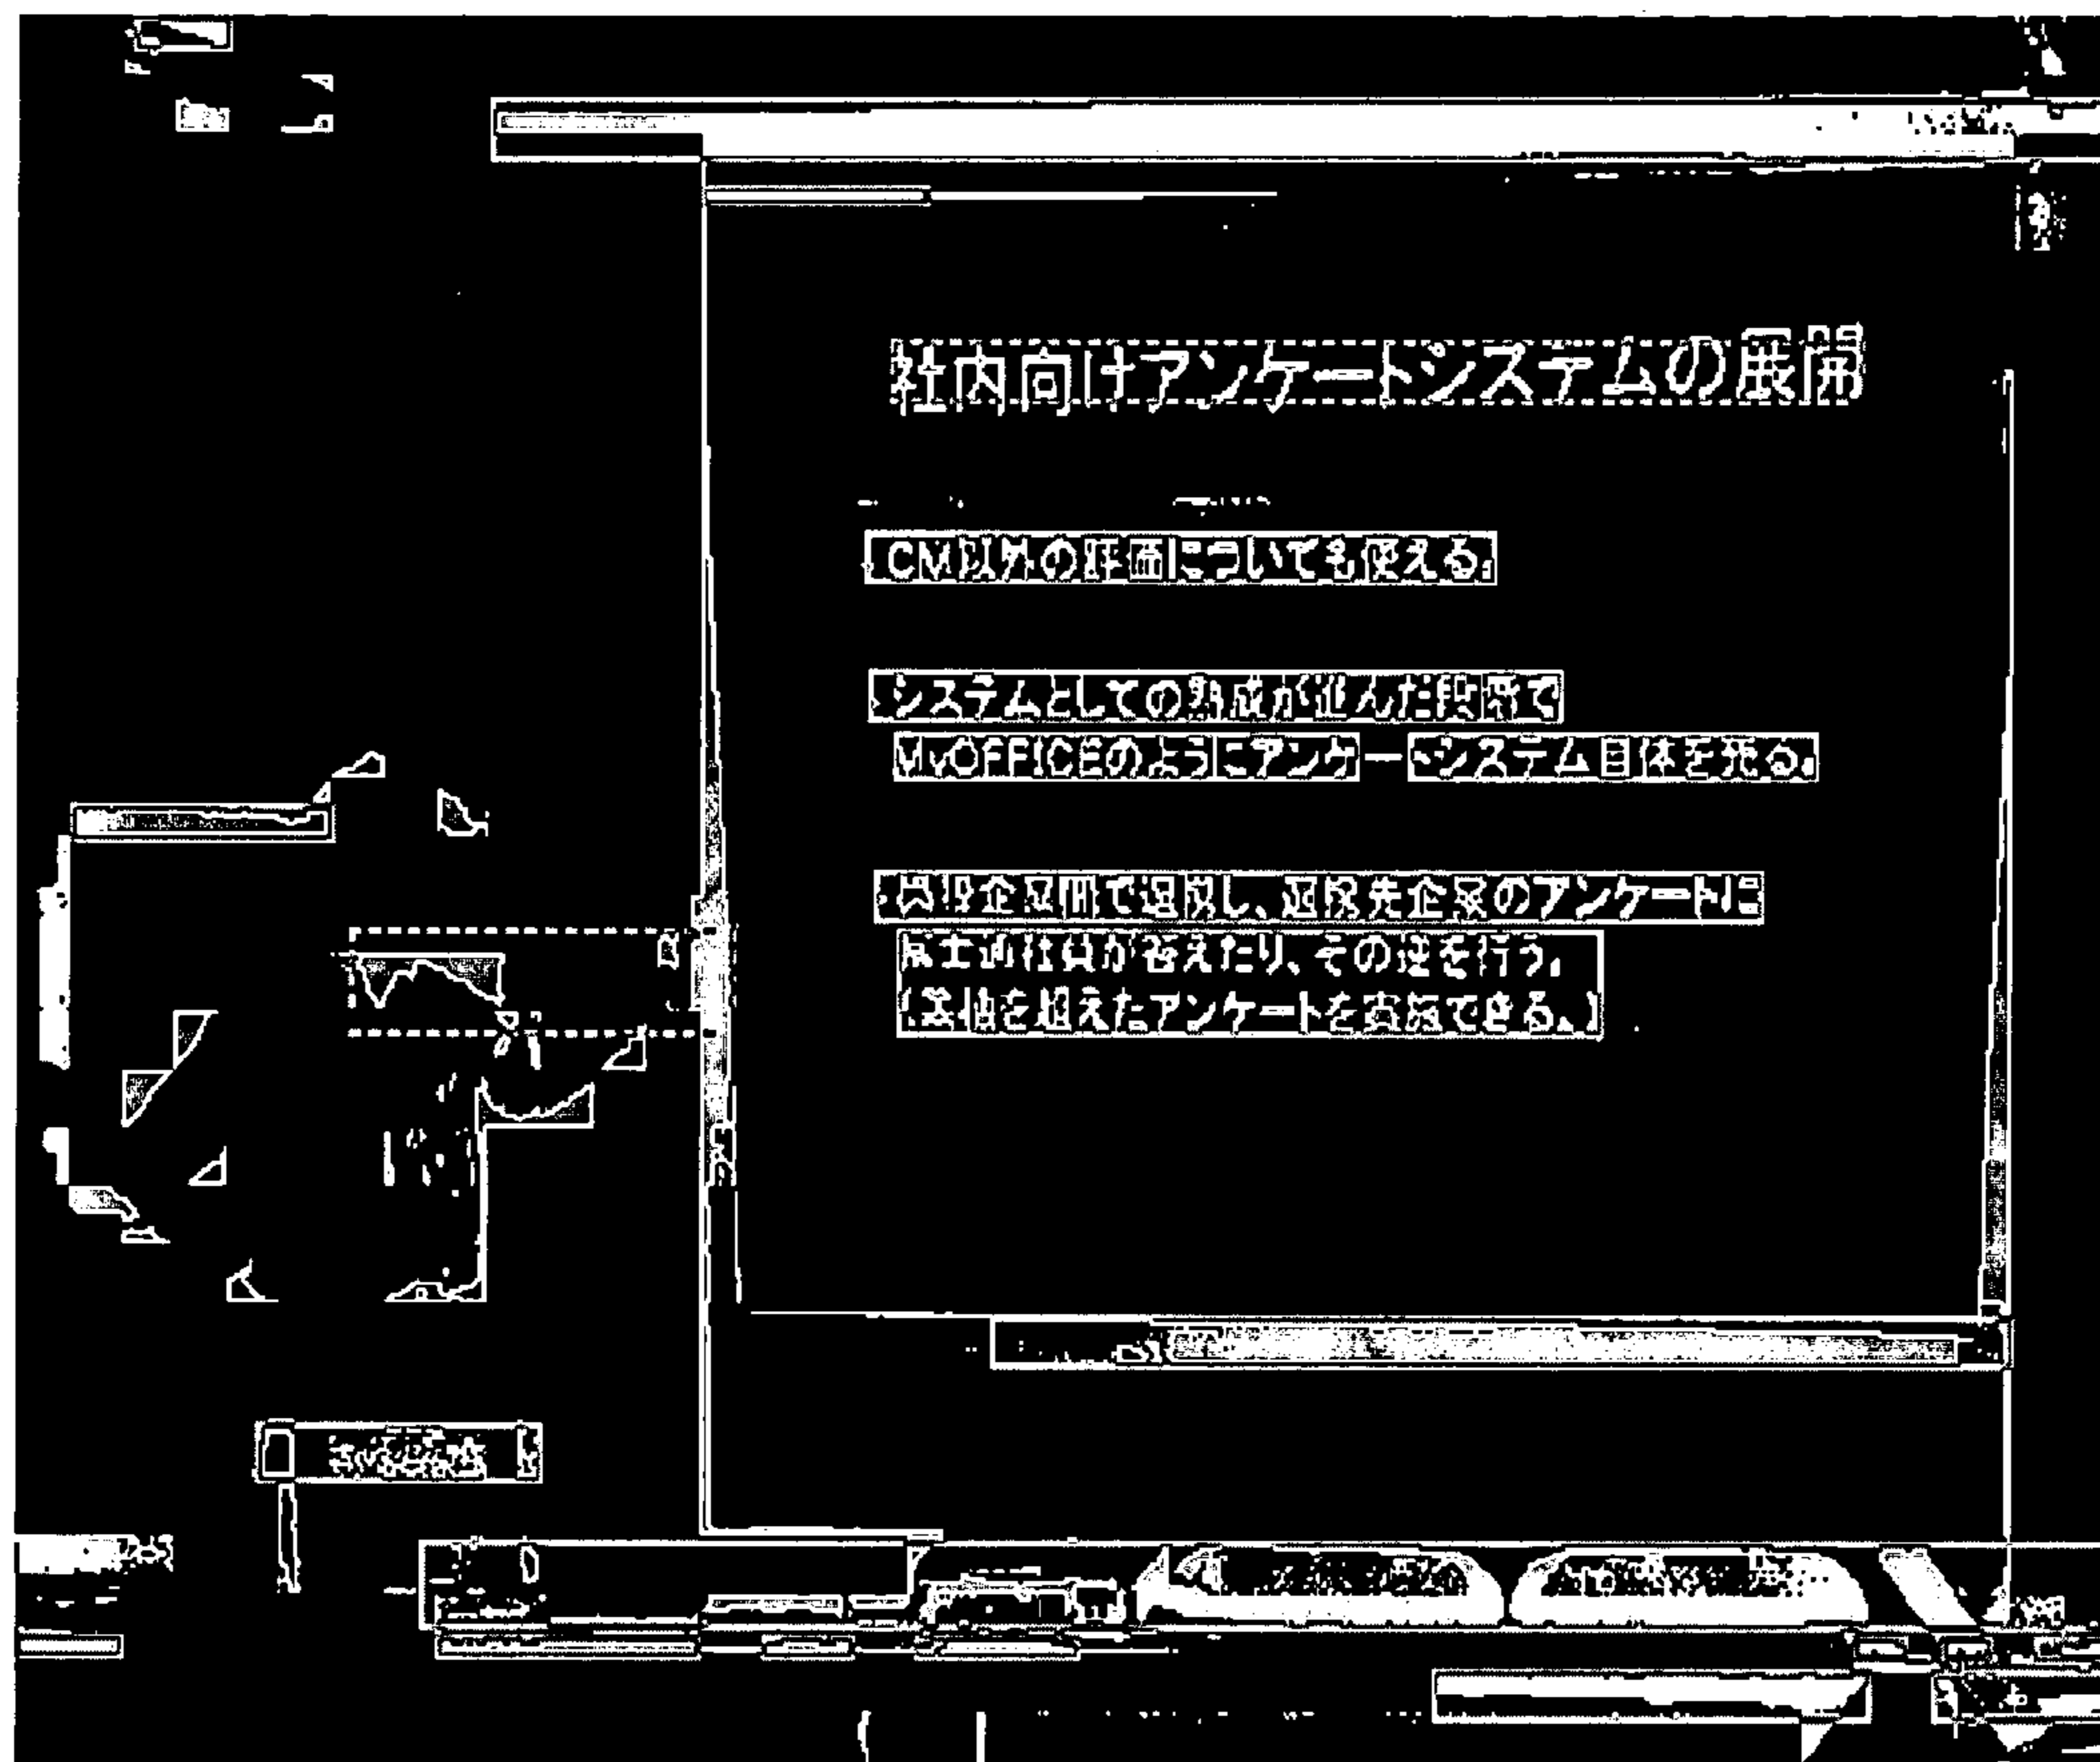 社内向けアンケートシステムの展開
CM以外の評価についても使える。
システムとしての熟成が進んだ段階で
MyOFFICEのようにアンケートシステム自体を売る。
企業間で連携し、連携先企業のアンケートに
富士通社員が答えたり、その逆を行う。
(業種を超えたアンケートを実施できる。)